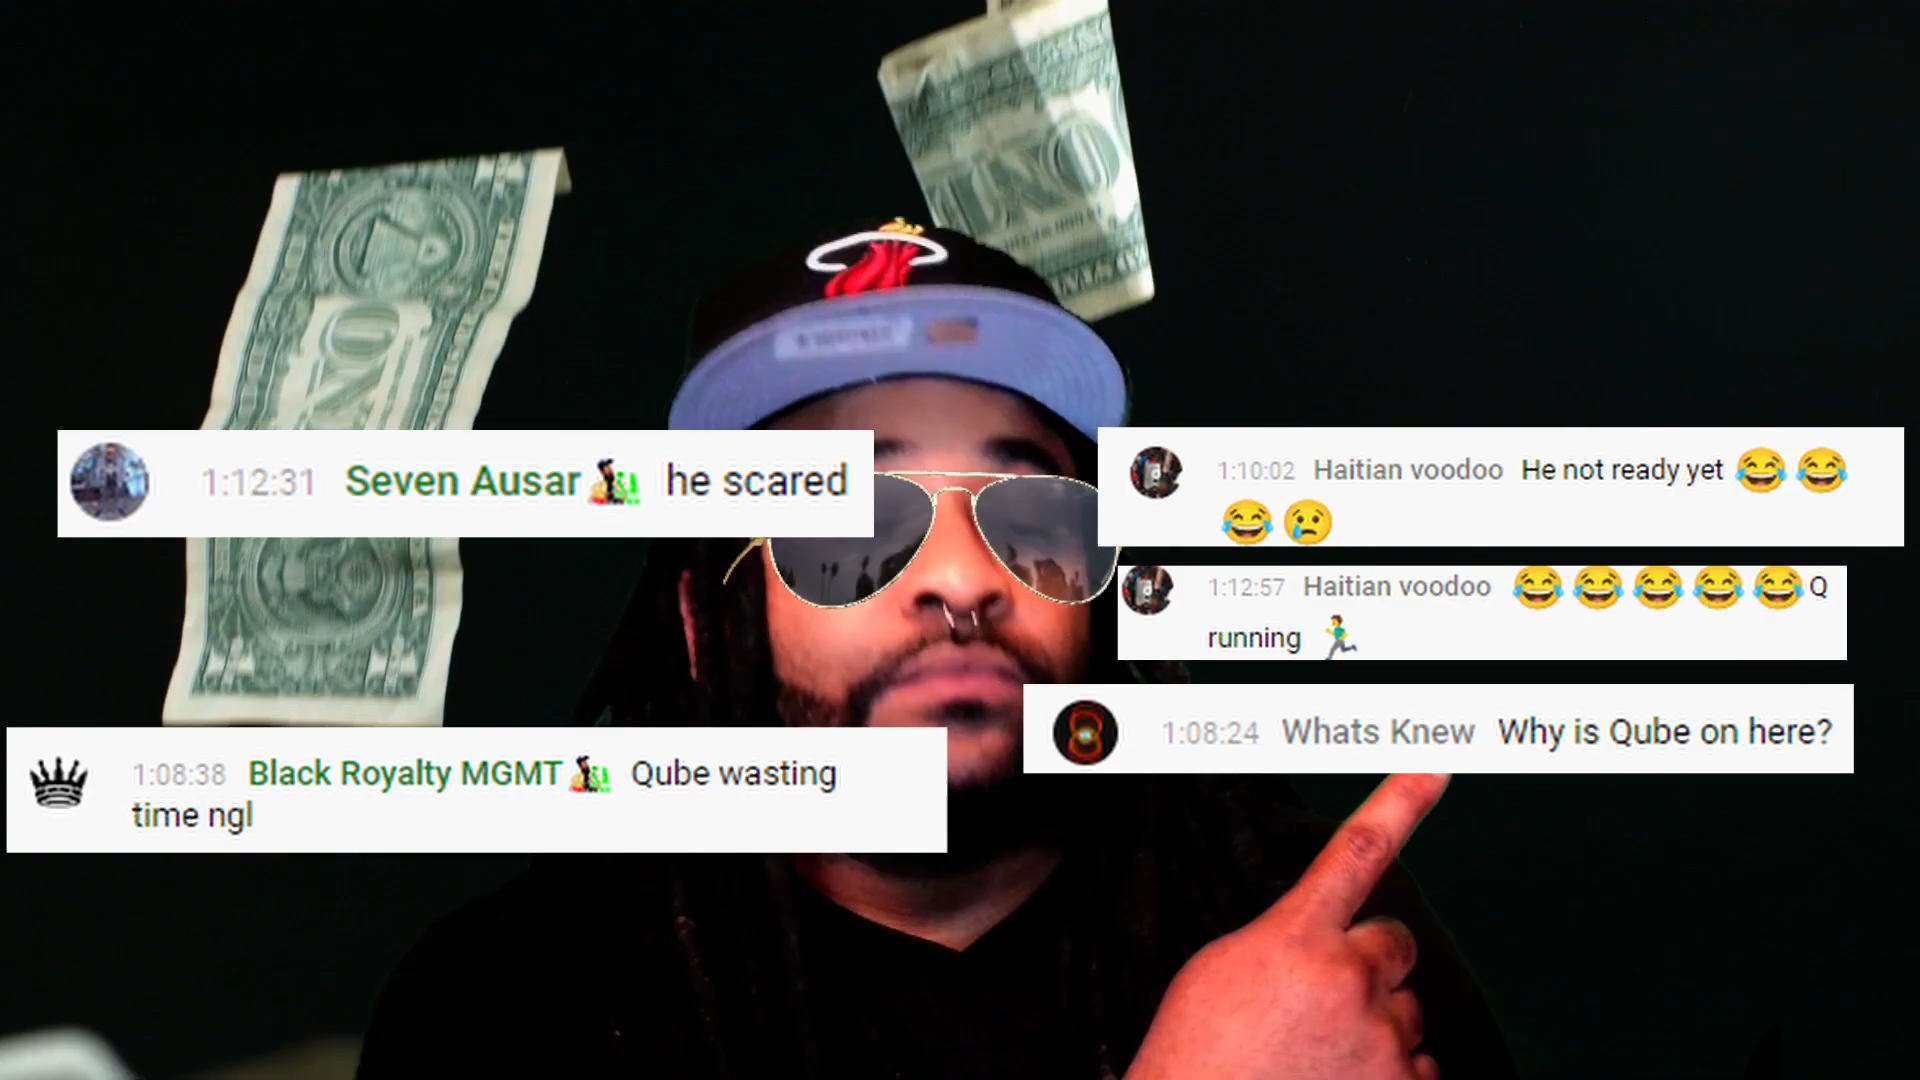 1:12:31 Seven Ausar he scared
1:10:02 Haitian voodoo He not ready yet 😂😂
😂😢
1:12:57 Haitian voodoo 😂😂😂😂😂Q
running 🏃‍♂️
1:08:24 Whats Knew Why is Qube on here?
1:08:38 Black Royalty MGMT Qube wasting
time ngl
ONE
ONE